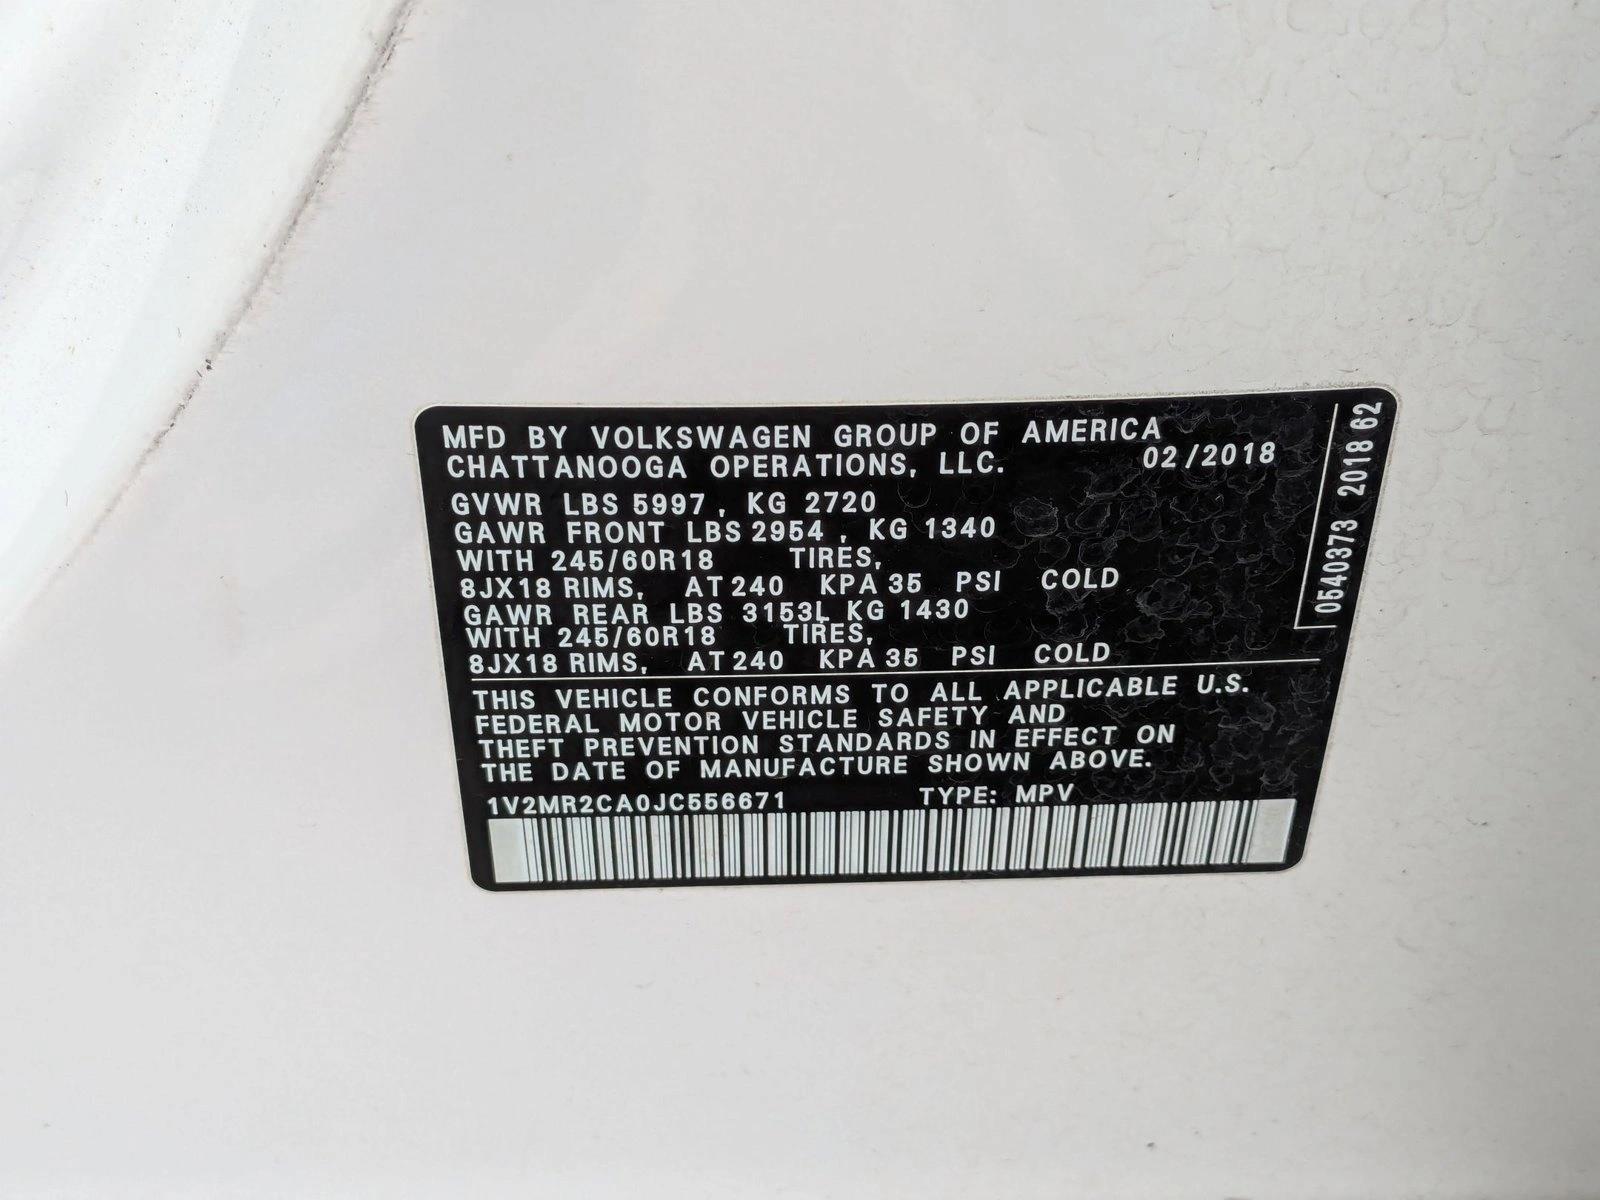 MFD BY VOLKSWAGEN GROUP OF AMERICA
CHATTANOOGA OPERATIONS, LLC. 02/2018
GVWR LBS 5997 , KG 2720
GAWR FRONT LBS 2954 , KG 1340
WITH 245/60R18 TIRES,
8JX18 RIMS, AT 240 KPA 35 PSI COLD
GAWR REAR LBS 3153L KG 1430
WITH 245/60R18 TIRES,
8JX18 RIMS, AT 240 KPA 35 PSI COLD
THIS VEHICLE CONFORMS TO ALL APPLICABLE U.S.
FEDERAL MOTOR VEHICLE SAFETY AND
THEFT PREVENTION STANDARDS IN EFFECT ON
THE DATE OF MANUFACTURE SHOWN ABOVE.
1V2MR2CA0JC556671 TYPE: MPV
0540373 2018 62